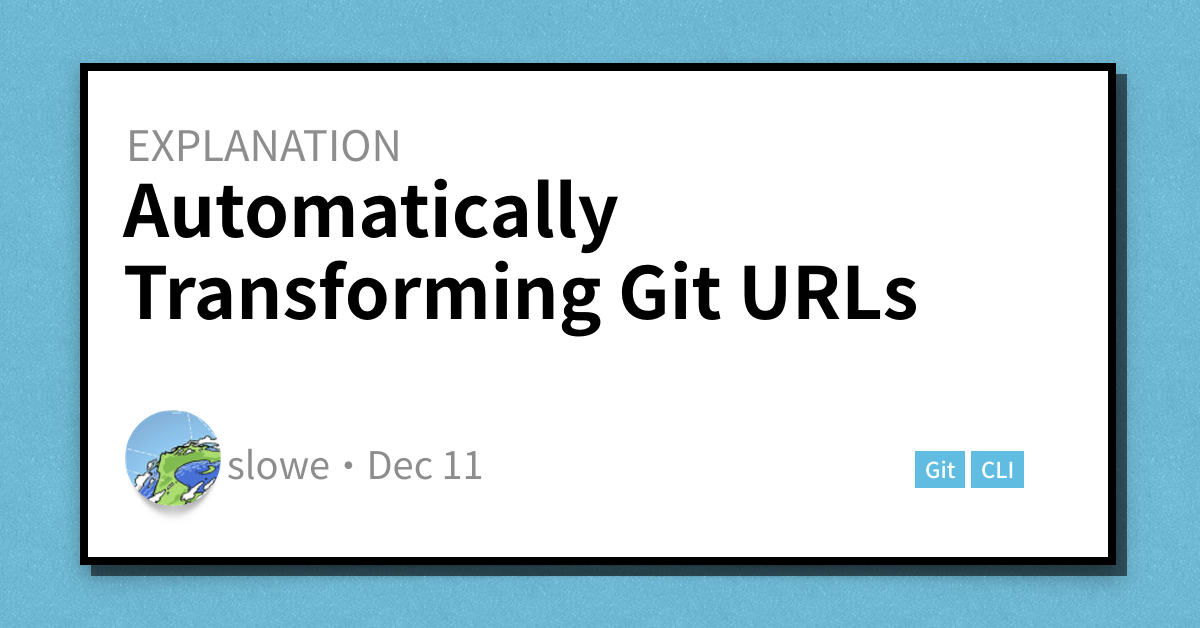 EXPLANATION
Automatically
Transforming Git URLs
slowe • Dec 11
Git CLI